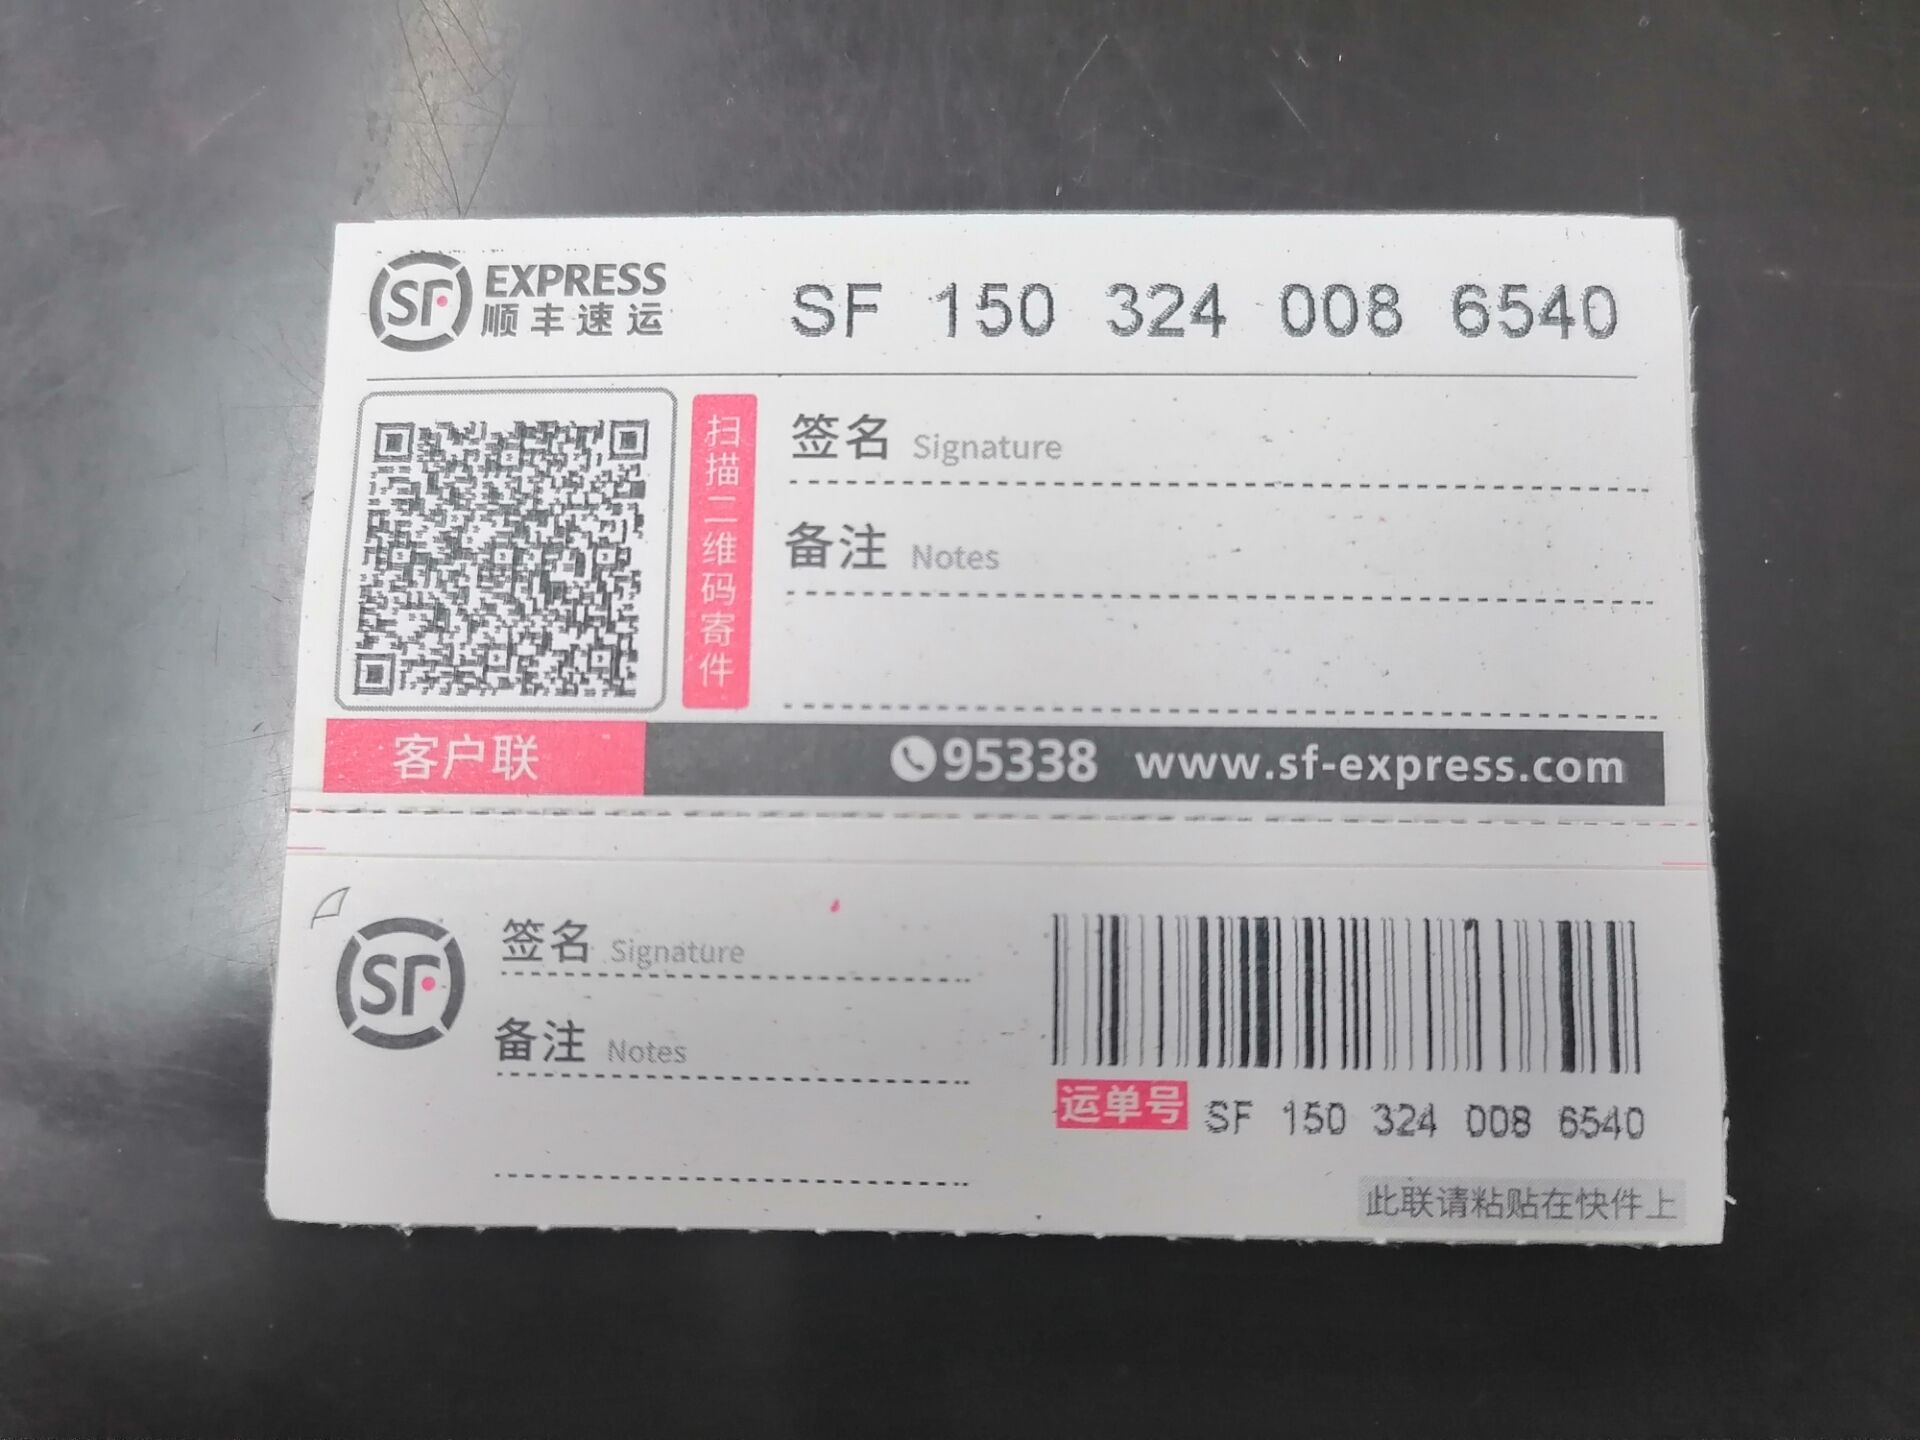 SF EXPRESS
顺丰速运
SF 150 324 008 6540
扫描二维码寄件
签名 Signature
备注 Notes
客户联
95338 www.sf-express.com
SF
签名 Signature
备注 Notes
运单号 SF 150 324 008 6540
此联请粘贴在快件上